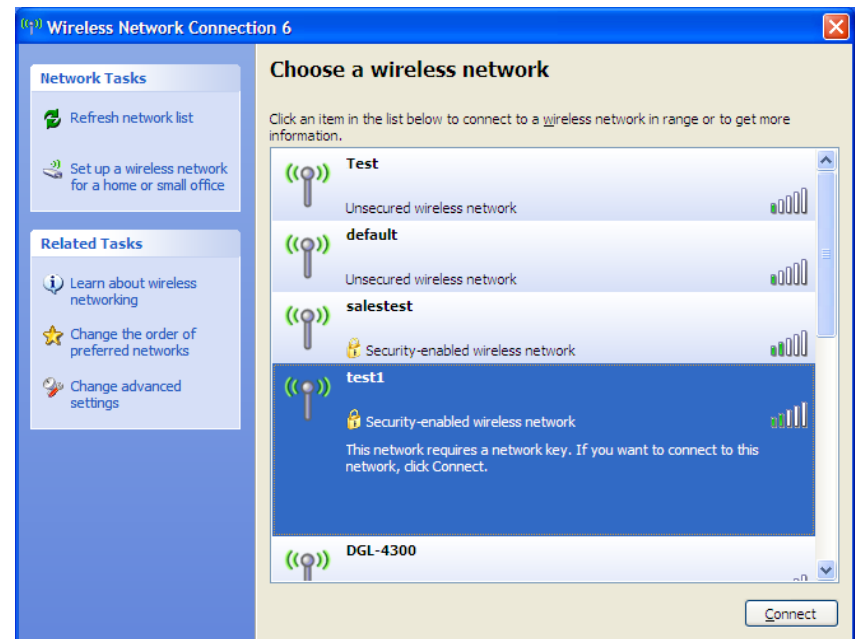 Wireless Network Connection 6
Network Tasks
Refresh network list
Set up a wireless network
for a home or small office
Related Tasks
Learn about wireless
networking
Change the order of
preferred networks
Change advanced
settings
Choose a wireless network
Click an item in the list below to connect to a wireless network in range or to get more
information.
Test
Unsecured wireless network
default
Unsecured wireless network
salestest
Security-enabled wireless network
test1
Security-enabled wireless network
This network requires a network key. If you want to connect to this
network, click Connect.
DGL-4300
Connect